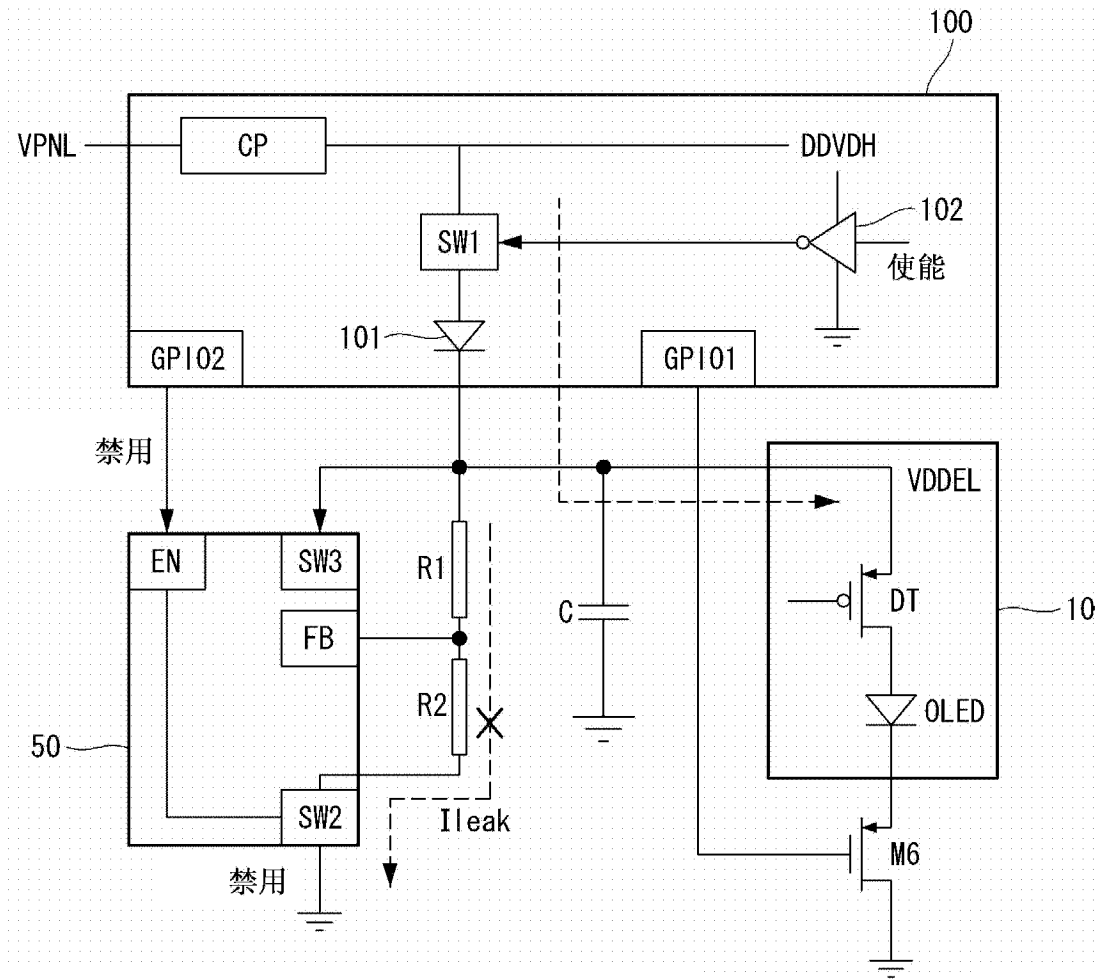 100
VPNL
CP
DDVDH
SW1
102
使能
101
GPIO2
GPIO1
禁用
VDDEL
EN
SW3
R1
DT
10
FB
C
R2
OLED
50
SW2
Ileak
M6
禁用